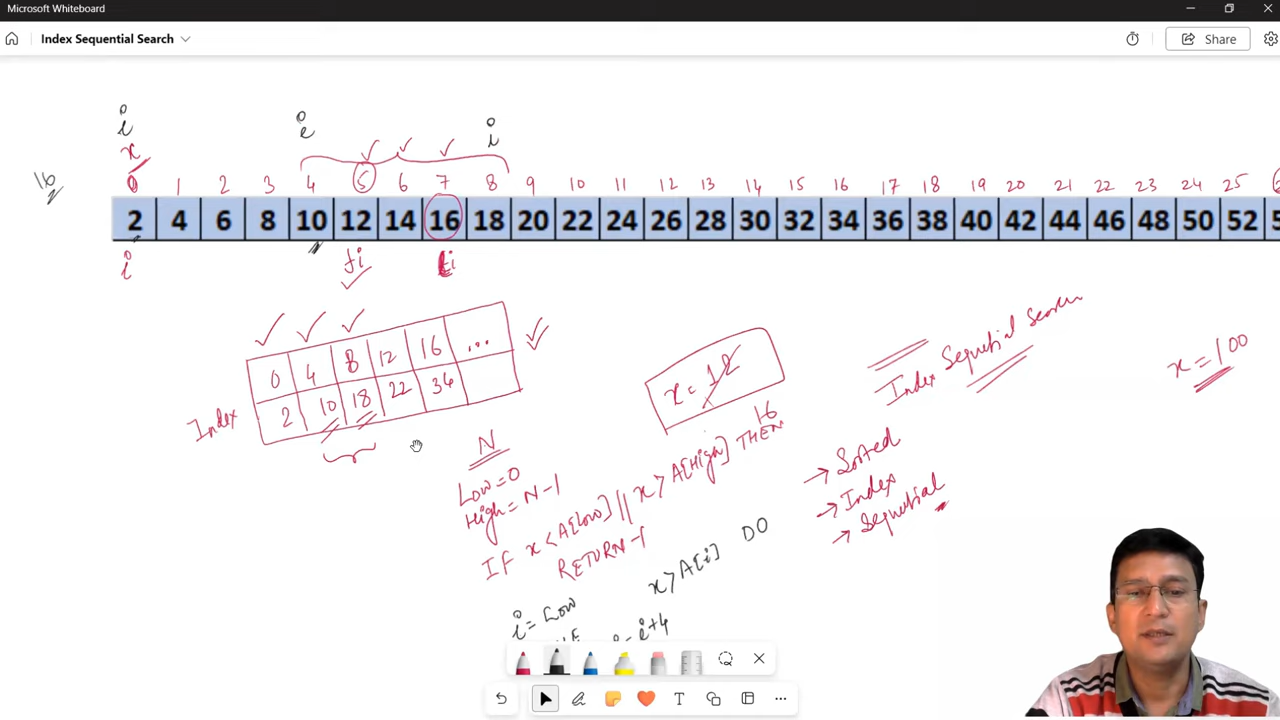 Microsoft Whiteboard
Index Sequential Search
Share
i i i
x
16
0 1 2 3 4 5 6 7 8 9 10 11 12 13 14 15 16 17 18 19 20 21 22 23 24 25
2 4 6 8 10 12 14 16 18 20 22 24 26 28 30 32 34 36 38 40 42 44 46 48 50 52 5
i fi i
0 4 8 12 16 ...
Index 2 10 18 22 34
x = 12
16
Index Sequential Search
x = 100
→ Sorted
→ Index
→ Sequential
N
Low=0
High=N-1
IF x < A[Low] || x > A[High] THEN
RETURN -1
i = Low
x > A[i] DO
i+4
T